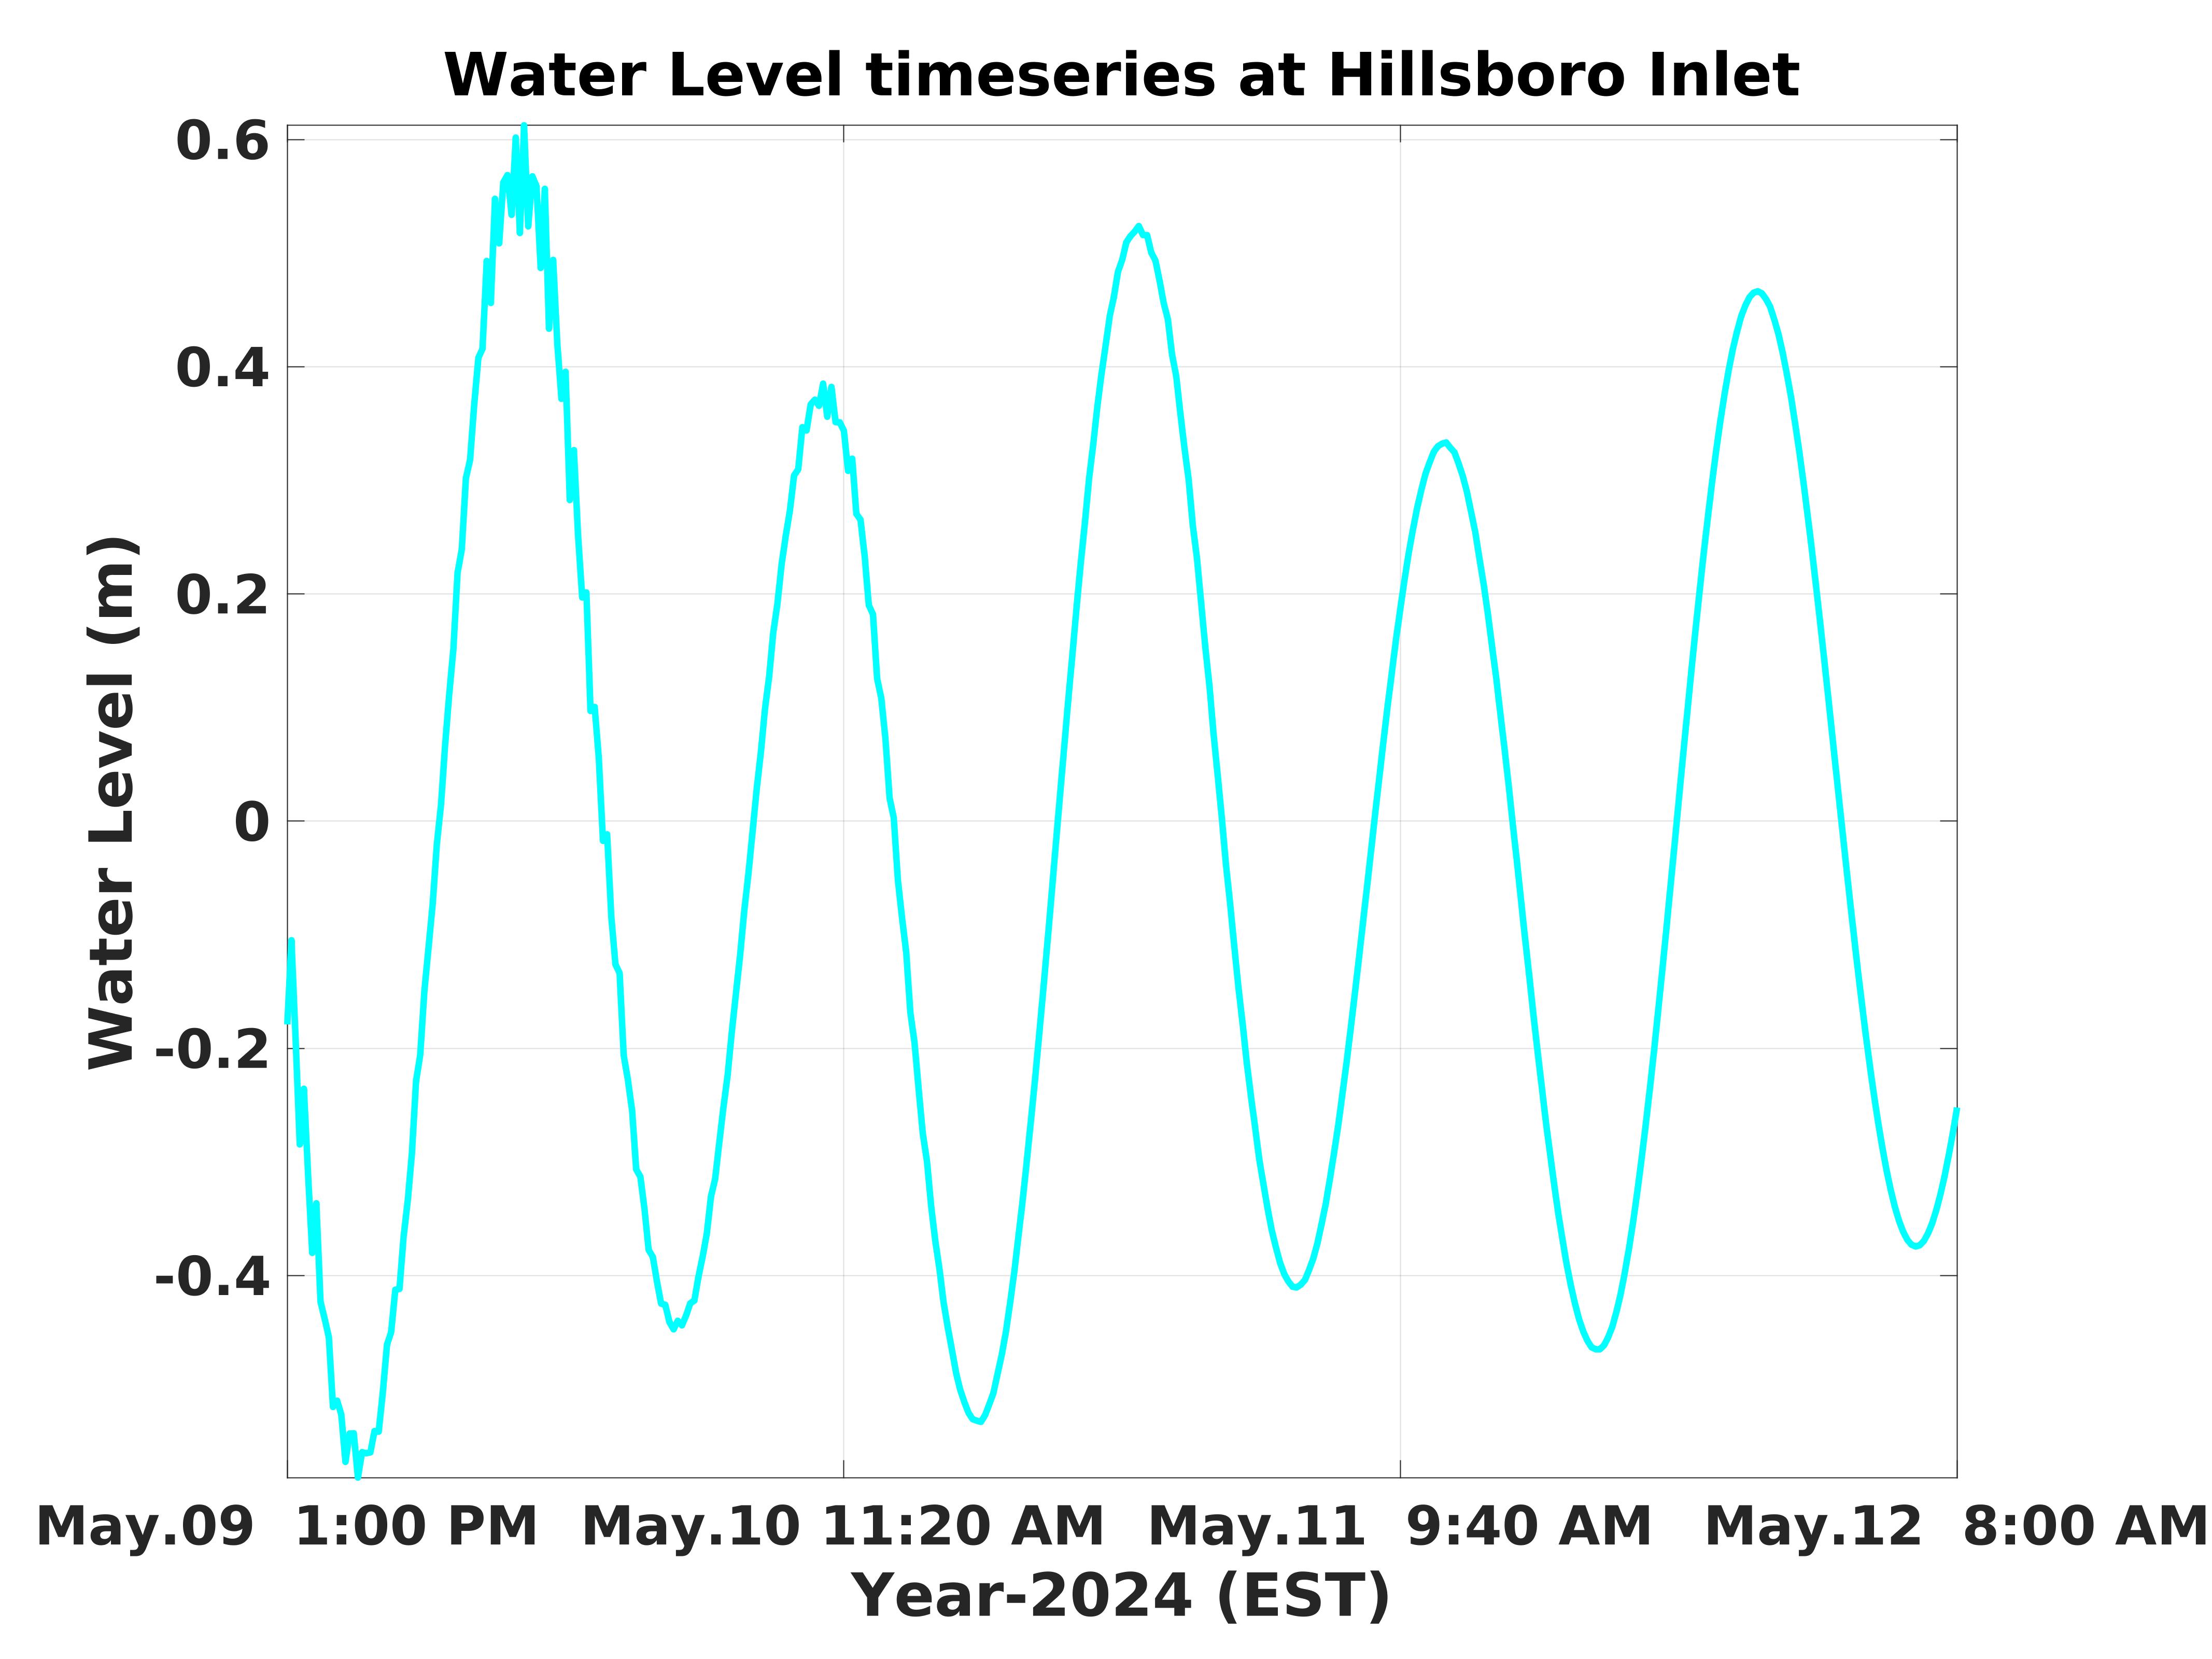 Water Level timeseries at Hillsboro Inlet
0.6
0.4
0.2
0
-0.2
-0.4
Water Level (m)
May.09 1:00 PM May.10 11:20 AM May.11 9:40 AM May.12 8:00 AM
Year-2024 (EST)